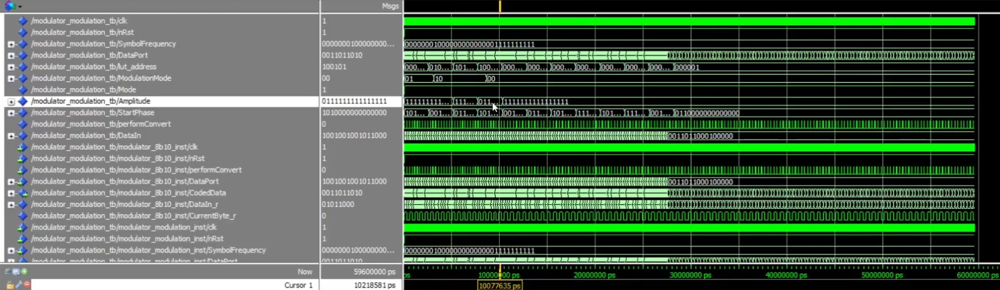 Msgs
/modulator_modulation_tb/clk 1
/modulator_modulation_tb/nRst 1
/modulator_modulation_tb/SymbolFrequency 0000000100000000... 00000001000000000000001111111111
/modulator_modulation_tb/DataPort 0011011010
/modulator_modulation_tb/lut_address 100101 000... 010... 101... 100... 000... 000... 000... 000... 000... 000... 000... 000001
/modulator_modulation_tb/ModulationMode 00 01 10 00
/modulator_modulation_tb/Mode 1
/modulator_modulation_tb/Amplitude 0111111111111111 111111111... 111... 011... 1111111111111111
/modulator_modulation_tb/StartPhase 1010000000000000 101... 001... 011... 101... 001... 011... 101... 111... 101... 111... 001... 0110000000000000
/modulator_modulation_tb/performConvert 0
/modulator_modulation_tb/DataIn 1001001001011000 0011011000100000
/modulator_modulation_tb/modulator_8b10_inst/clk 1
/modulator_modulation_tb/modulator_8b10_inst/nRst 1
/modulator_modulation_tb/modulator_8b10_inst/performConvert 0
/modulator_modulation_tb/modulator_8b10_inst/DataPort 1001001001011000 0011011000100000
/modulator_modulation_tb/modulator_8b10_inst/CodedData 0011011010
/modulator_modulation_tb/modulator_8b10_inst/DataIn_r 01011000
/modulator_modulation_tb/modulator_8b10_inst/CurrentByte_r 0
/modulator_modulation_tb/modulator_modulation_inst/clk 1
/modulator_modulation_tb/modulator_modulation_inst/nRst 1
/modulator_modulation_tb/modulator_modulation_inst/SymbolFrequency 0000000100000000... 00000001000000000000001111111111
/modulator_modulation_tb/modulator_modulation_inst/DataPort 0011011010
Now 59600000 ps ps 10000000 ps 20000000 ps 30000000 ps 40000000 ps 50000000 ps 60000000 ps
Cursor 1 10218581 ps 10077635 ps